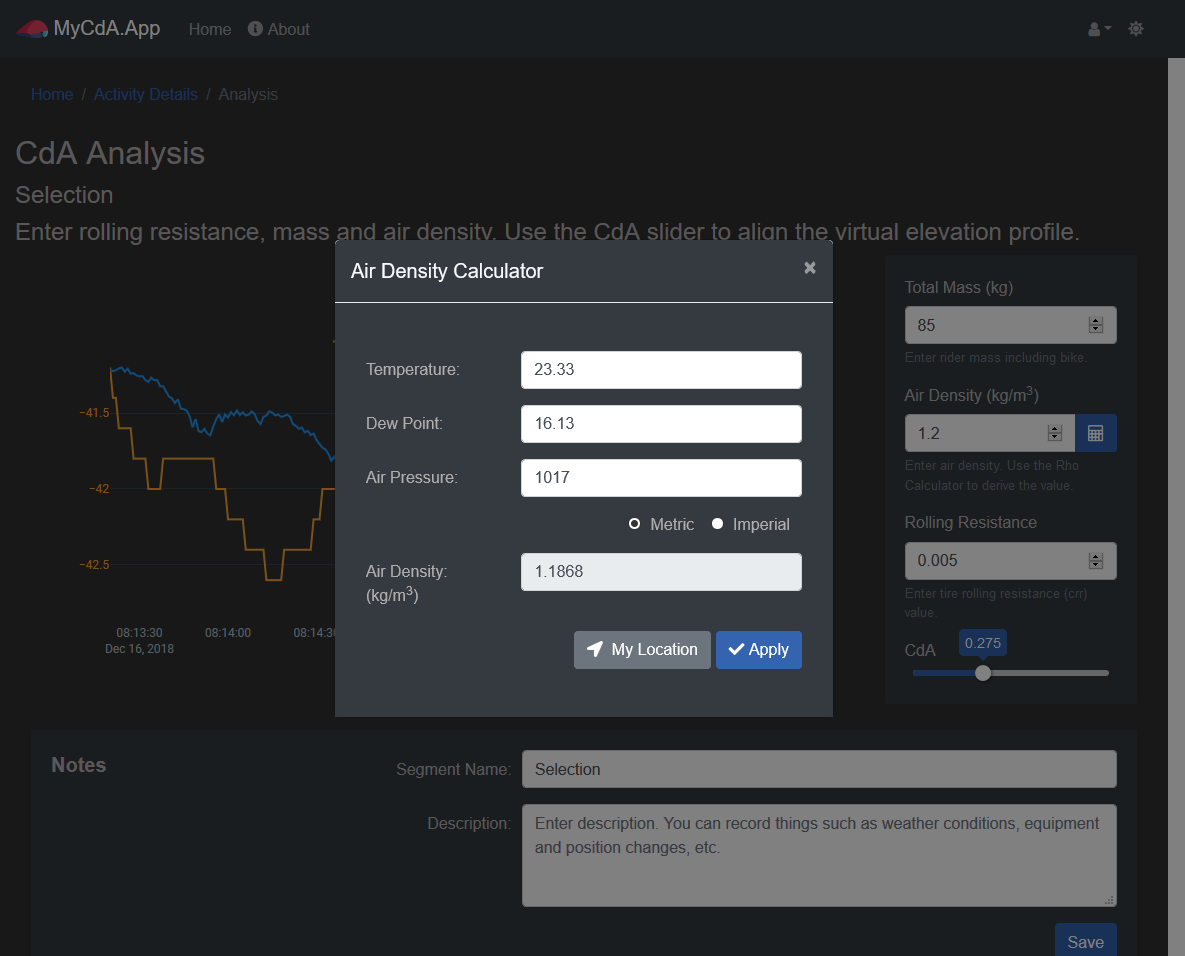 MyCdA.App Home About
Home / Activity Details / Analysis
CdA Analysis
Selection
Enter rolling resistance, mass and air density. Use the CdA slider to align the virtual elevation profile.
Air Density Calculator ×
Temperature: 23.33
Dew Point: 16.13
Air Pressure: 1017
Metric Imperial
Air Density: 1.1868
(kg/m³)
My Location Apply
−41.5
−42
−42.5
08:13:30 08:14:00 08:14:30
Dec 16, 2018
Total Mass (kg)
85
Enter rider mass including bike.
Air Density (kg/m³)
1.2
Enter air density. Use the Rho
Calculator to derive the value.
Rolling Resistance
0.005
Enter tire rolling resistance (crr)
value.
CdA 0.275
Notes
Segment Name: Selection
Description: Enter description. You can record things such as weather conditions, equipment
and position changes, etc.
Save